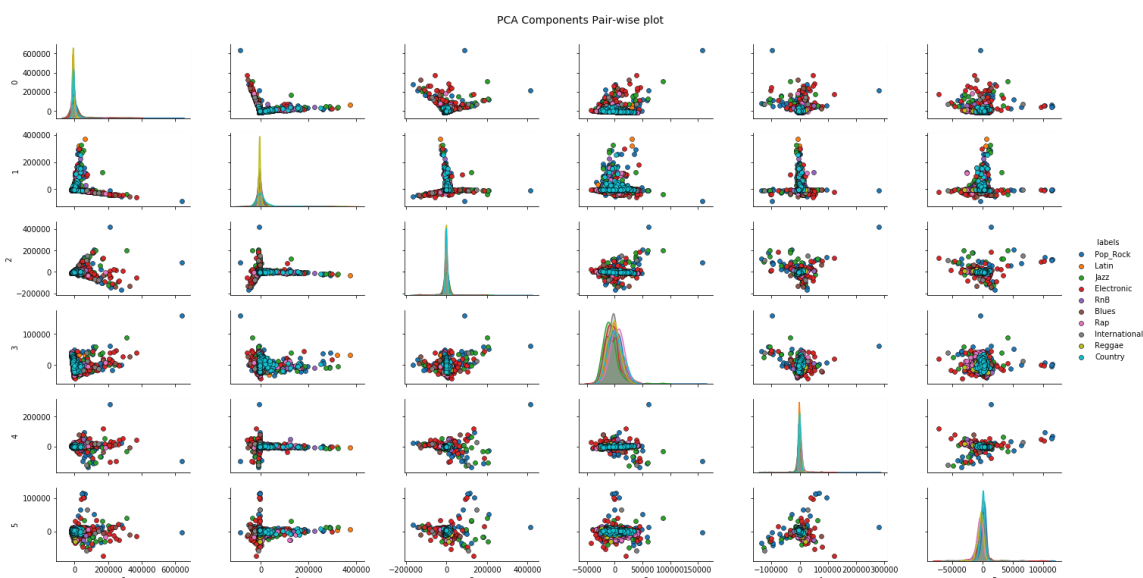 PCA Components Pair-wise plot
600000
400000
200000
0
0
400000
200000
0
1
400000
200000
0
−200000
2
100000
0
3
200000
0
4
100000
0
5
0 200000 400000 600000
0 200000 400000
−200000 0 200000 400000
−50000 0 50000 100000 150000
−100000 0 100000 200000 300000
−50000 0 50000 100000
labels
Pop_Rock
Latin
Jazz
Electronic
RnB
Blues
Rap
International
Reggae
Country